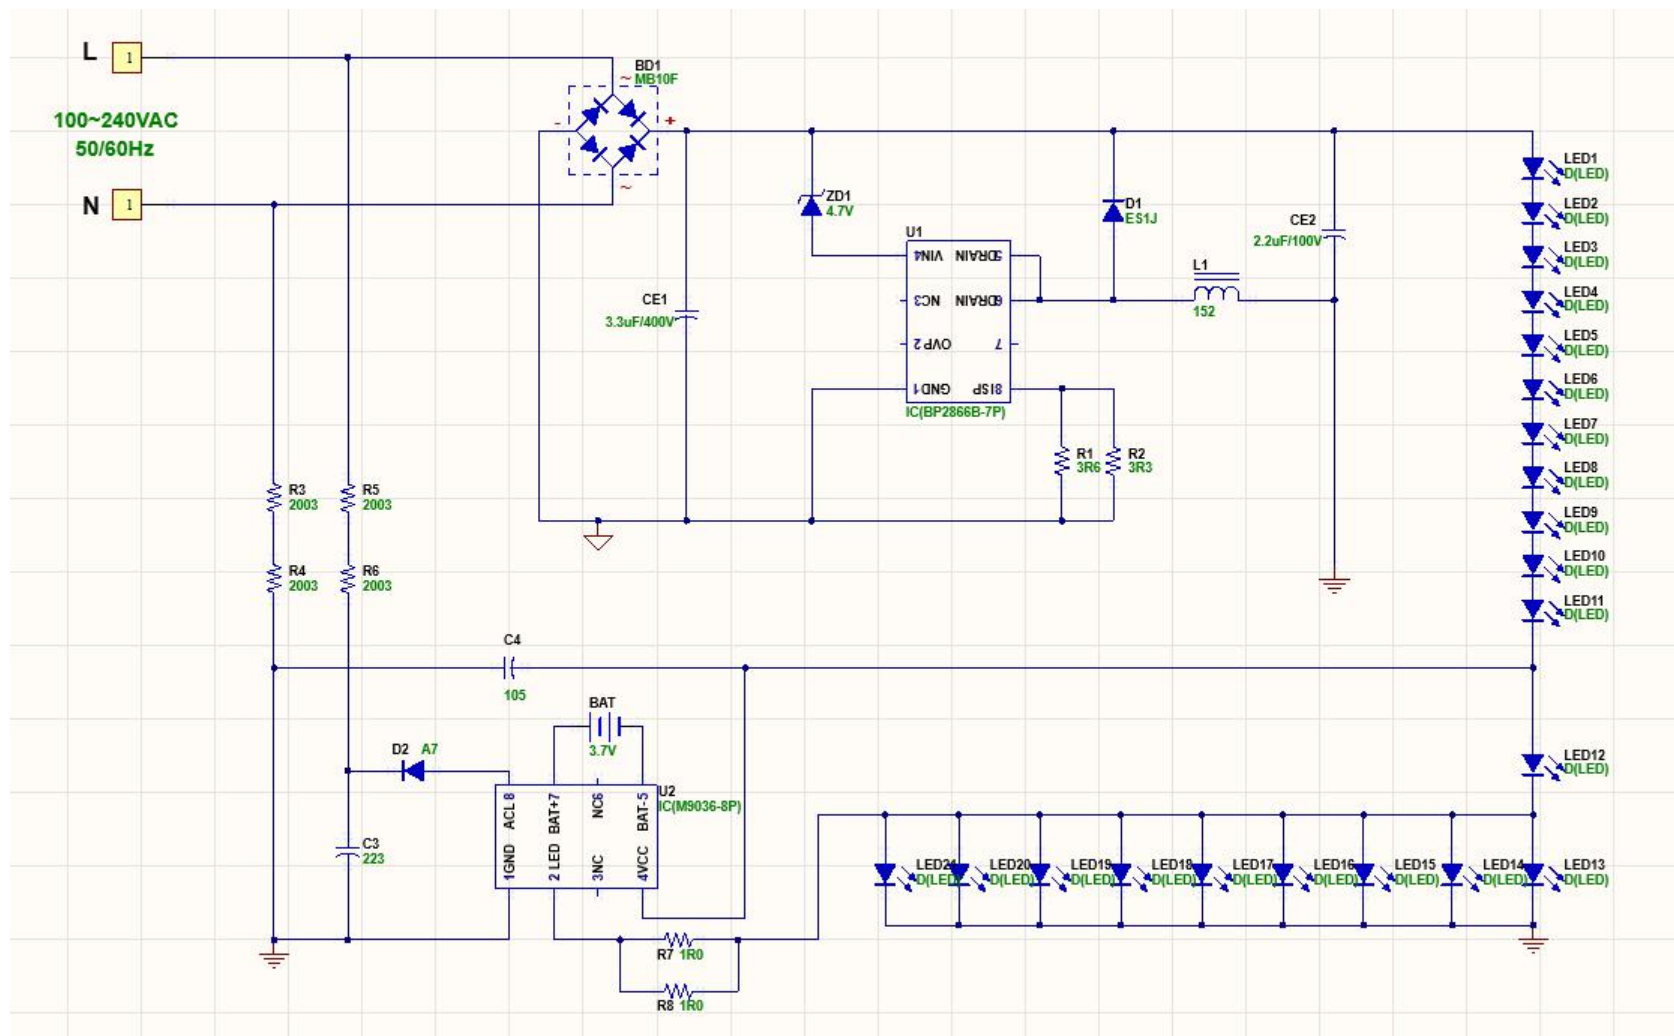 L 1
100~240VAC
50/60Hz
N 1
BD1
~ MB10F
-
+
~
ZD1
4.7V
D1
ES1J
CE2
2.2uF/100V
CE1
3.3uF/400V
U1
VIN4
5DRAIN
NC3
6DRAIN
OVP 2
7
GND1
8ISP
IC(BP2866B-7P)
L1
152
R1
3R6
R2
3R3
R3
2003
R5
2003
R4
2003
R6
2003
LED1
D(LED)
LED2
D(LED)
LED3
D(LED)
LED4
D(LED)
LED5
D(LED)
LED6
D(LED)
LED7
D(LED)
LED8
D(LED)
LED9
D(LED)
LED10
D(LED)
LED11
D(LED)
C4
105
BAT
3.7V
D2 A7
U2
IC(M9036-8P)
ACL 8
BAT+7
NC6
BAT- 5
1GND
2 LED
3NC
4VCC
C3
223
R7 1R0
R8 1R0
LED12
D(LED)
LED21
D(LED)
LED20
D(LED)
LED19
D(LED)
LED18
D(LED)
LED17
D(LED)
LED16
D(LED)
LED15
D(LED)
LED14
D(LED)
LED13
D(LED)